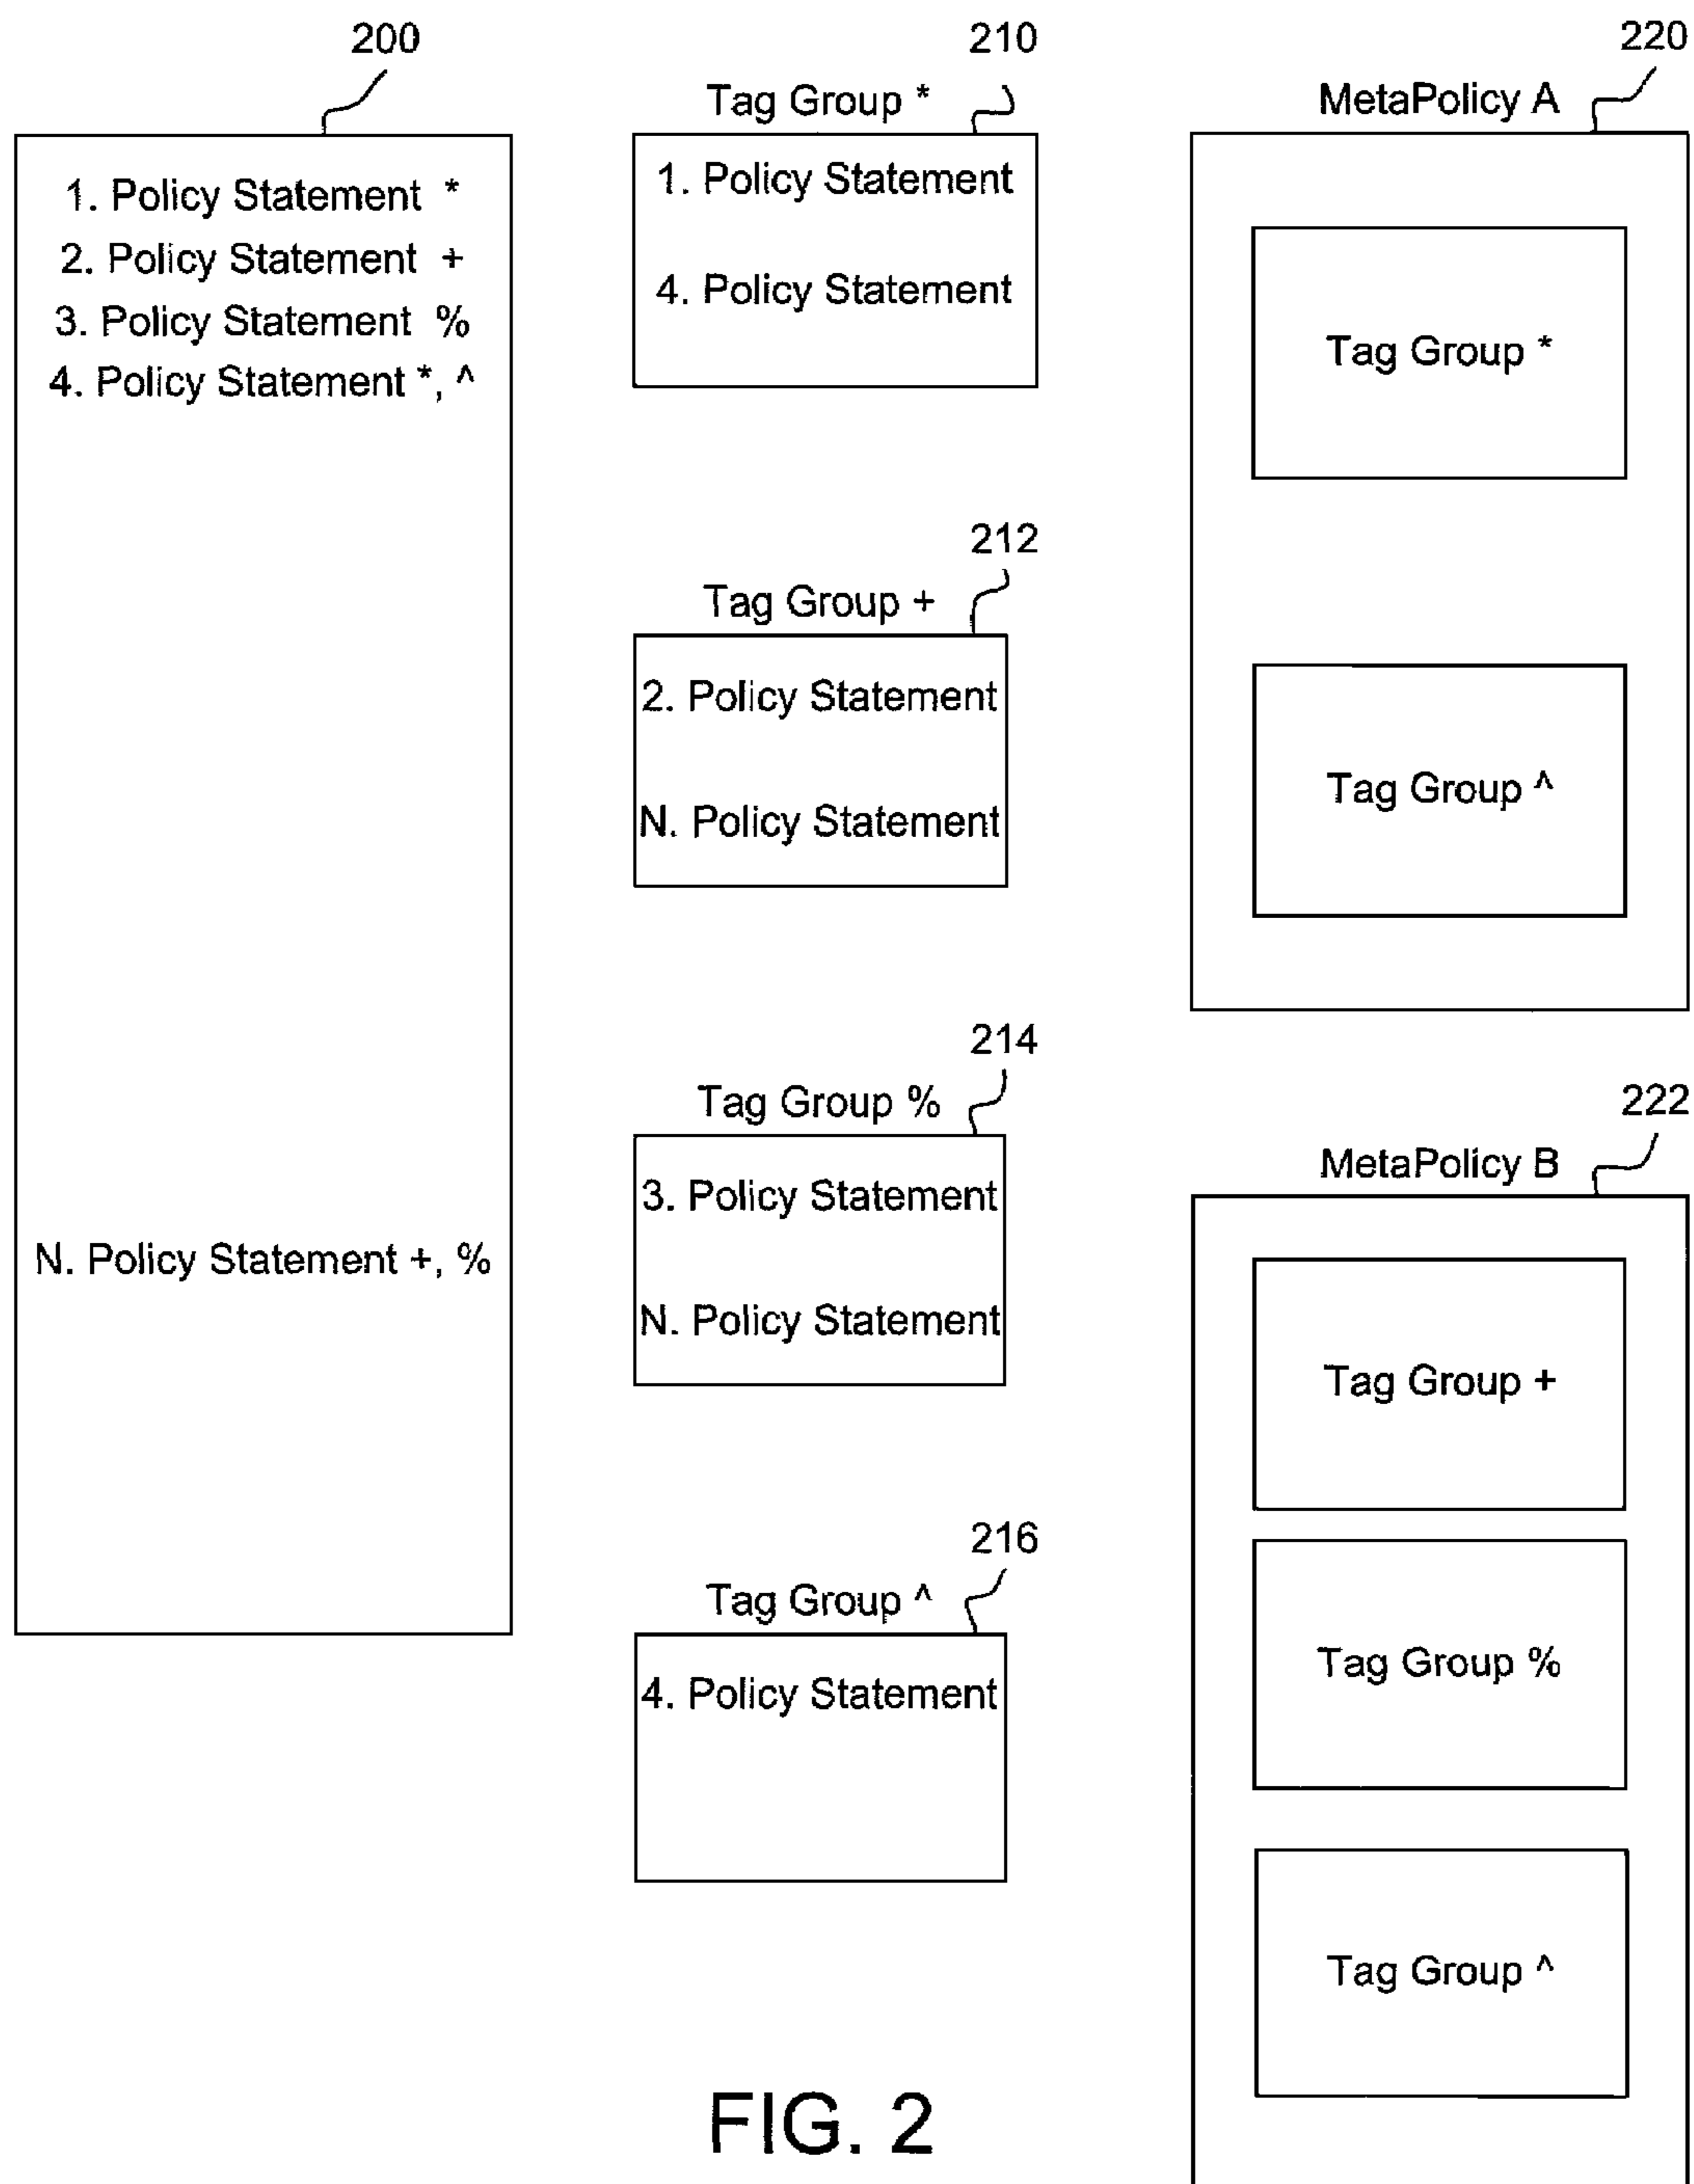 200
1. Policy Statement *
2. Policy Statement +
3. Policy Statement %
4. Policy Statement *, ^
N. Policy Statement +, %
210
Tag Group *
1. Policy Statement
4. Policy Statement
212
Tag Group +
2. Policy Statement
N. Policy Statement
214
Tag Group %
3. Policy Statement
N. Policy Statement
216
Tag Group ^
4. Policy Statement
220
MetaPolicy A
Tag Group *
Tag Group ^
222
MetaPolicy B
Tag Group +
Tag Group %
Tag Group ^
FIG. 2